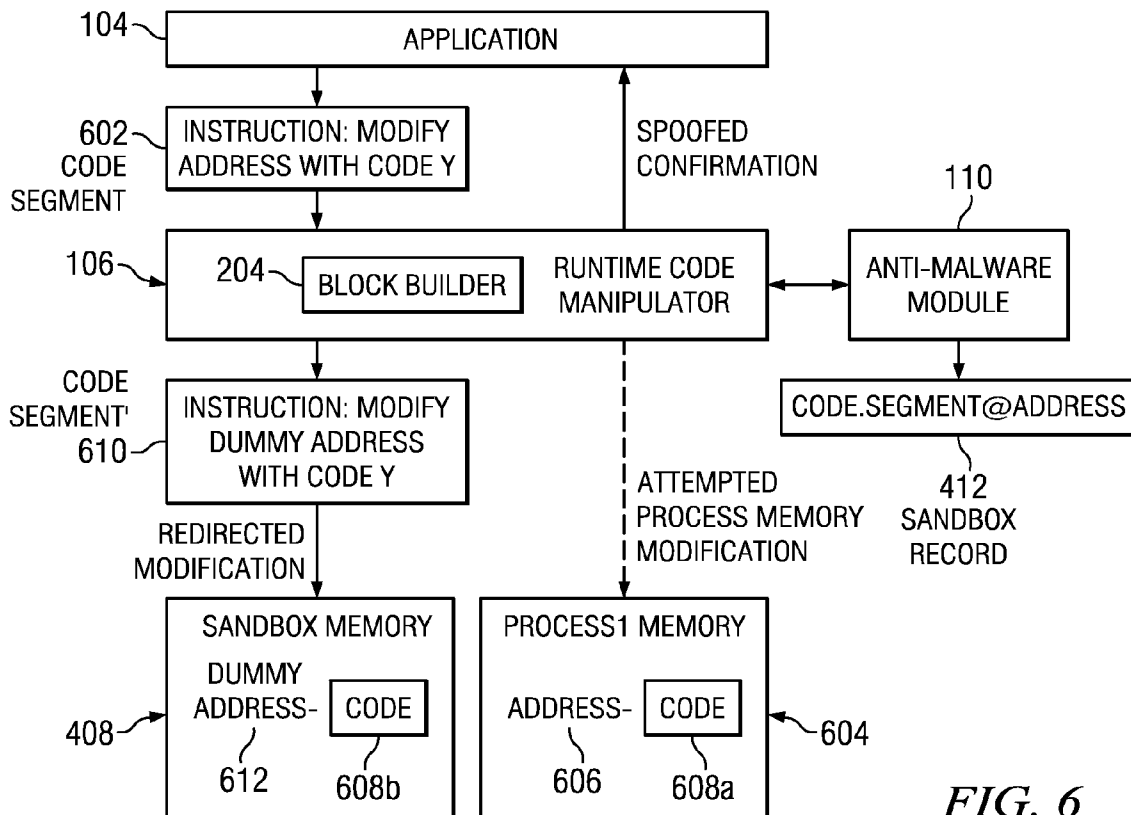 104
APPLICATION
602
CODE
SEGMENT
INSTRUCTION: MODIFY
ADDRESS WITH CODE Y
SPOOFED
CONFIRMATION
110
106
204
BLOCK BUILDER
RUNTIME CODE
MANIPULATOR
ANTI-MALWARE
MODULE
CODE
SEGMENT'
610
INSTRUCTION: MODIFY
DUMMY ADDRESS
WITH CODE Y
CODE.SEGMENT@ADDRESS
412
SANDBOX
RECORD
REDIRECTED
MODIFICATION
ATTEMPTED
PROCESS MEMORY
MODIFICATION
SANDBOX MEMORY
DUMMY
ADDRESS-
CODE
408
612
608b
PROCESS1 MEMORY
ADDRESS-
CODE
604
606
608a
FIG. 6